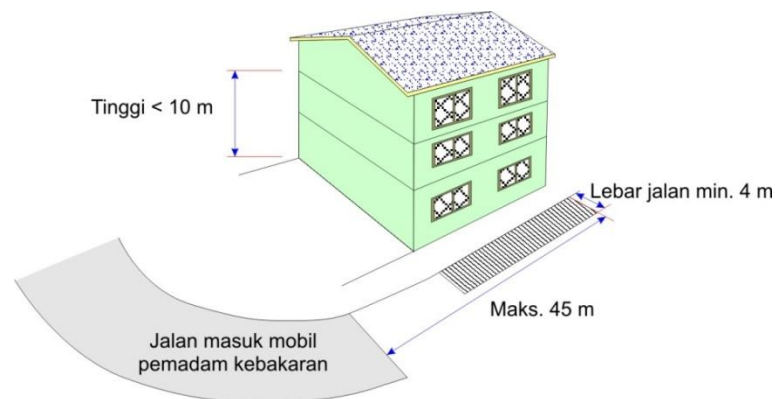 Tinggi < 10 m
Lebar jalan min. 4 m
Maks. 45 m
Jalan masuk mobil
pemadam kebakaran